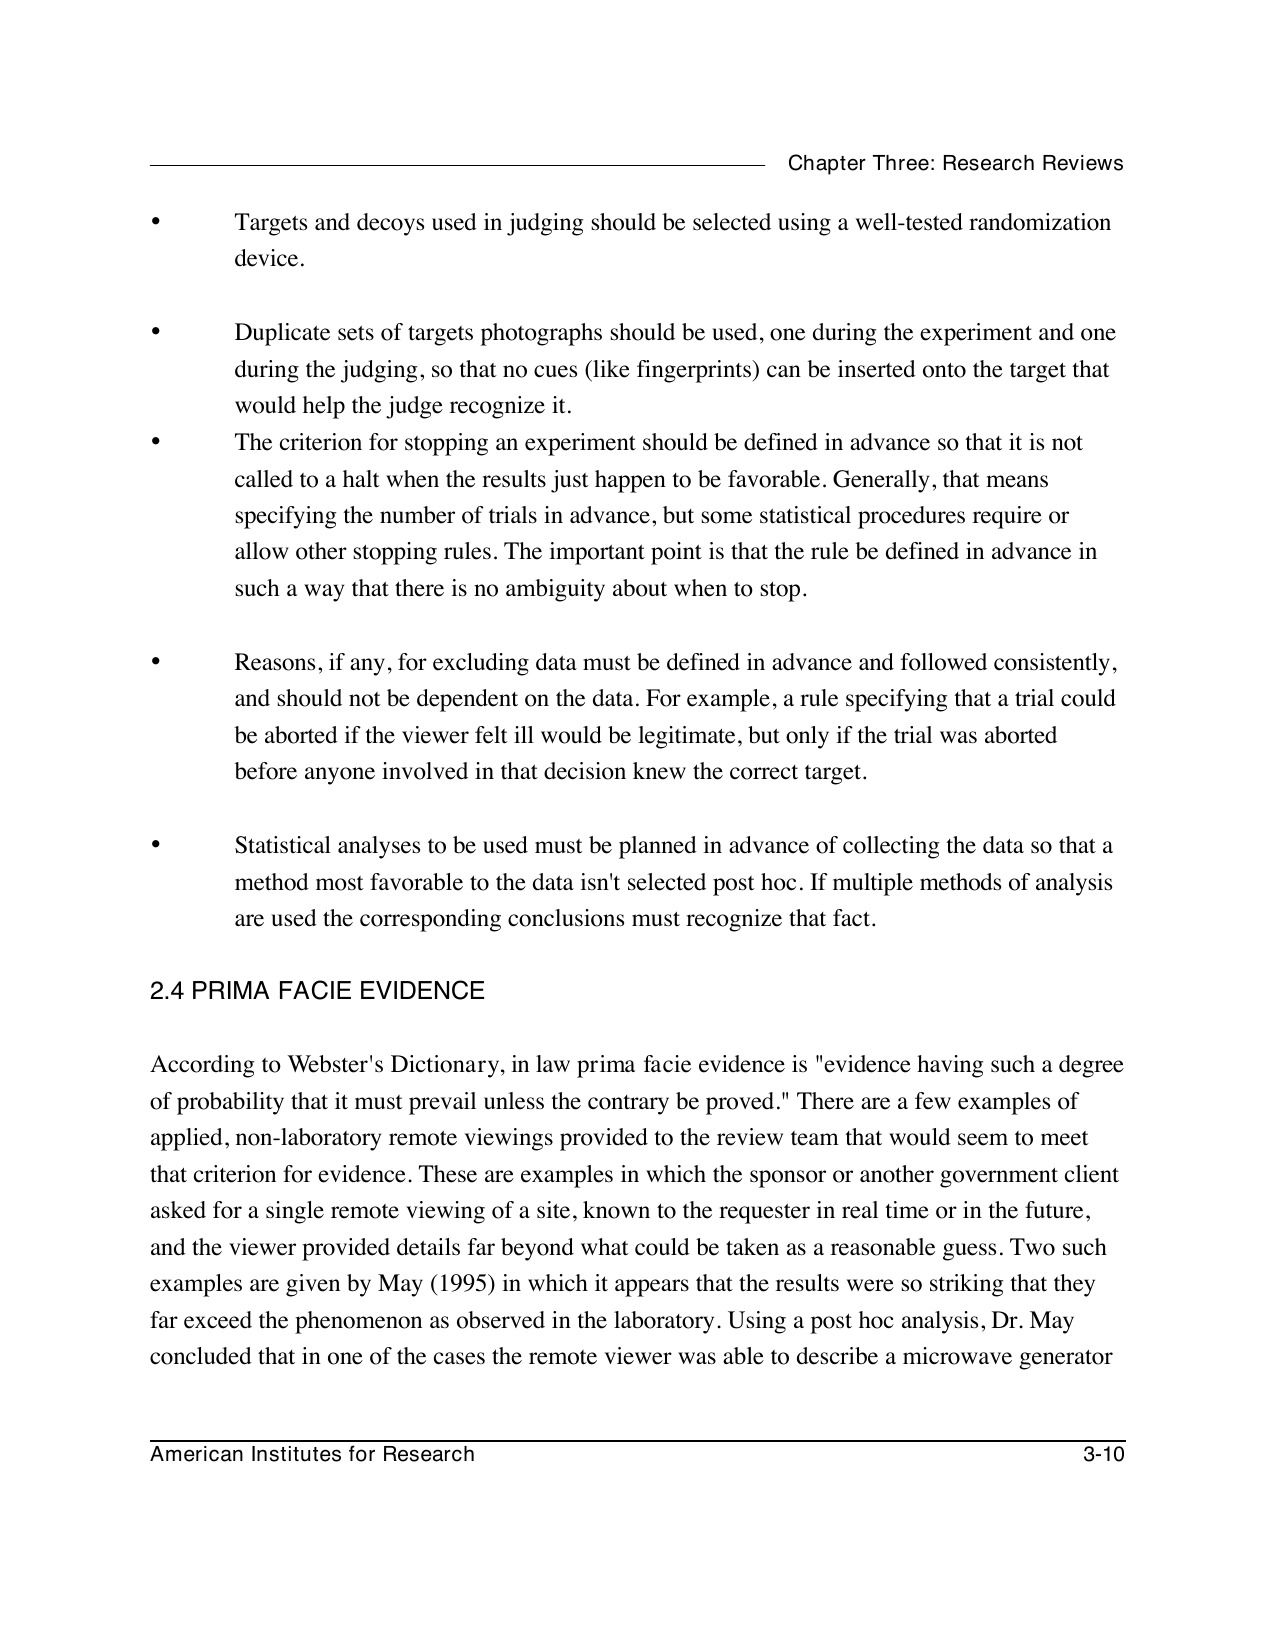 Chapter Three: Research Reviews
• Targets and decoys used in judging should be selected using a well-tested randomization
device.
• Duplicate sets of targets photographs should be used, one during the experiment and one
during the judging, so that no cues (like fingerprints) can be inserted onto the target that
would help the judge recognize it.
• The criterion for stopping an experiment should be defined in advance so that it is not
called to a halt when the results just happen to be favorable. Generally, that means
specifying the number of trials in advance, but some statistical procedures require or
allow other stopping rules. The important point is that the rule be defined in advance in
such a way that there is no ambiguity about when to stop.
• Reasons, if any, for excluding data must be defined in advance and followed consistently,
and should not be dependent on the data. For example, a rule specifying that a trial could
be aborted if the viewer felt ill would be legitimate, but only if the trial was aborted
before anyone involved in that decision knew the correct target.
• Statistical analyses to be used must be planned in advance of collecting the data so that a
method most favorable to the data isn't selected post hoc. If multiple methods of analysis
are used the corresponding conclusions must recognize that fact.
2.4 PRIMA FACIE EVIDENCE
According to Webster's Dictionary, in law prima facie evidence is "evidence having such a degree
of probability that it must prevail unless the contrary be proved." There are a few examples of
applied, non-laboratory remote viewings provided to the review team that would seem to meet
that criterion for evidence. These are examples in which the sponsor or another government client
asked for a single remote viewing of a site, known to the requester in real time or in the future,
and the viewer provided details far beyond what could be taken as a reasonable guess. Two such
examples are given by May (1995) in which it appears that the results were so striking that they
far exceed the phenomenon as observed in the laboratory. Using a post hoc analysis, Dr. May
concluded that in one of the cases the remote viewer was able to describe a microwave generator
American Institutes for Research 3-10